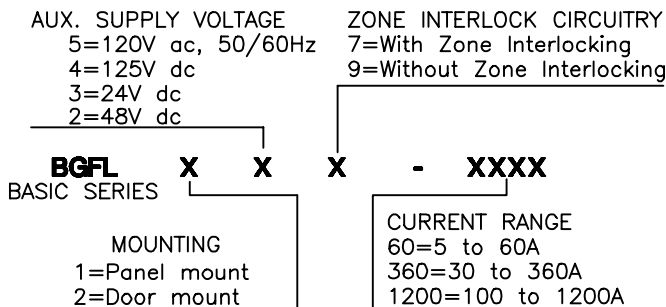 AUX. SUPPLY VOLTAGE
5=120V ac, 50/60Hz
4=125V dc
3=24V dc
2=48V dc
ZONE INTERLOCK CIRCUITRY
7=With Zone Interlocking
9=Without Zone Interlocking
BGFL X X X - XXXX
BASIC SERIES
MOUNTING
1=Panel mount
2=Door mount
CURRENT RANGE
60=5 to 60A
360=30 to 360A
1200=100 to 1200A